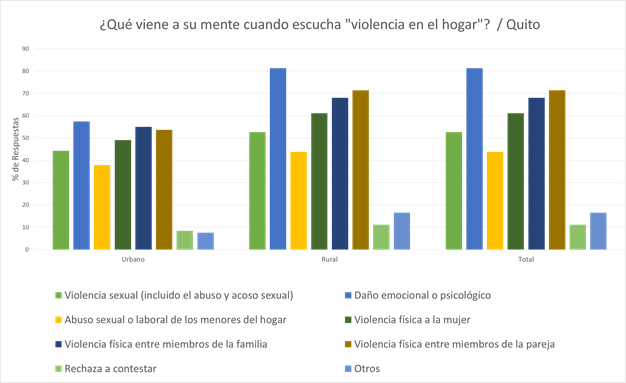 ¿Qué viene a su mente cuando escucha "violencia en el hogar"? / Quito
90
80
70
60
50
40
30
20
10
0
% de Respuestas
Urbano
Rural
Total
Violencia sexual (incluido el abuso y acoso sexual)
Daño emocional o psicológico
Abuso sexual o laboral de los menores del hogar
Violencia física a la mujer
Violencia física entre miembros de la familia
Violencia física entre miembros de la pareja
Rechaza a contestar
Otros